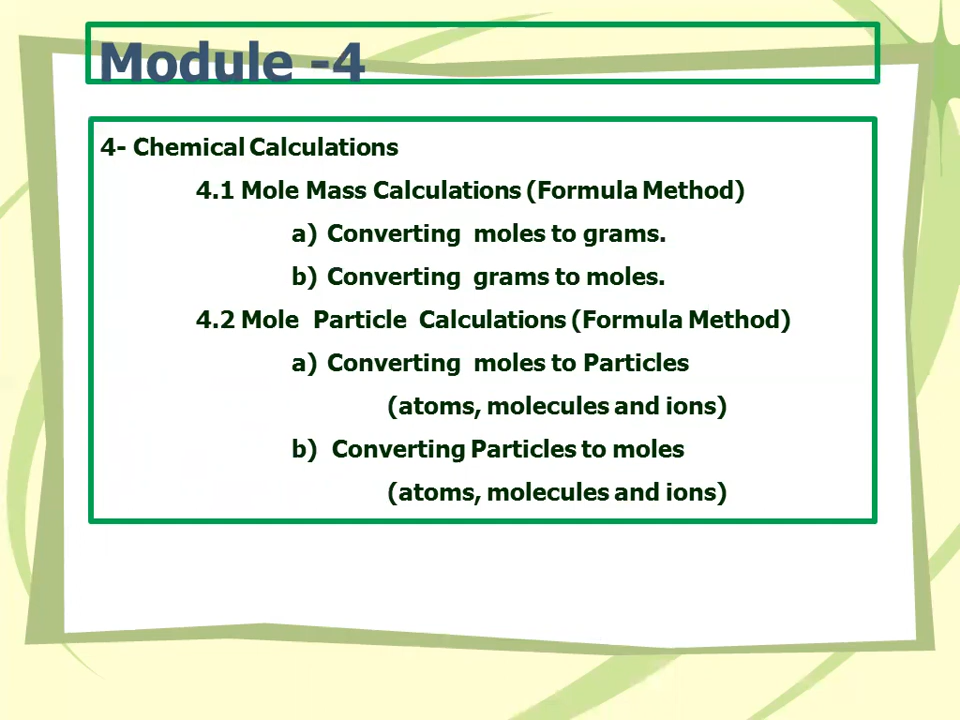 Module -4
4- Chemical Calculations
4.1 Mole Mass Calculations (Formula Method)
a) Converting moles to grams.
b) Converting grams to moles.
4.2 Mole Particle Calculations (Formula Method)
a) Converting moles to Particles
(atoms, molecules and ions)
b) Converting Particles to moles
(atoms, molecules and ions)